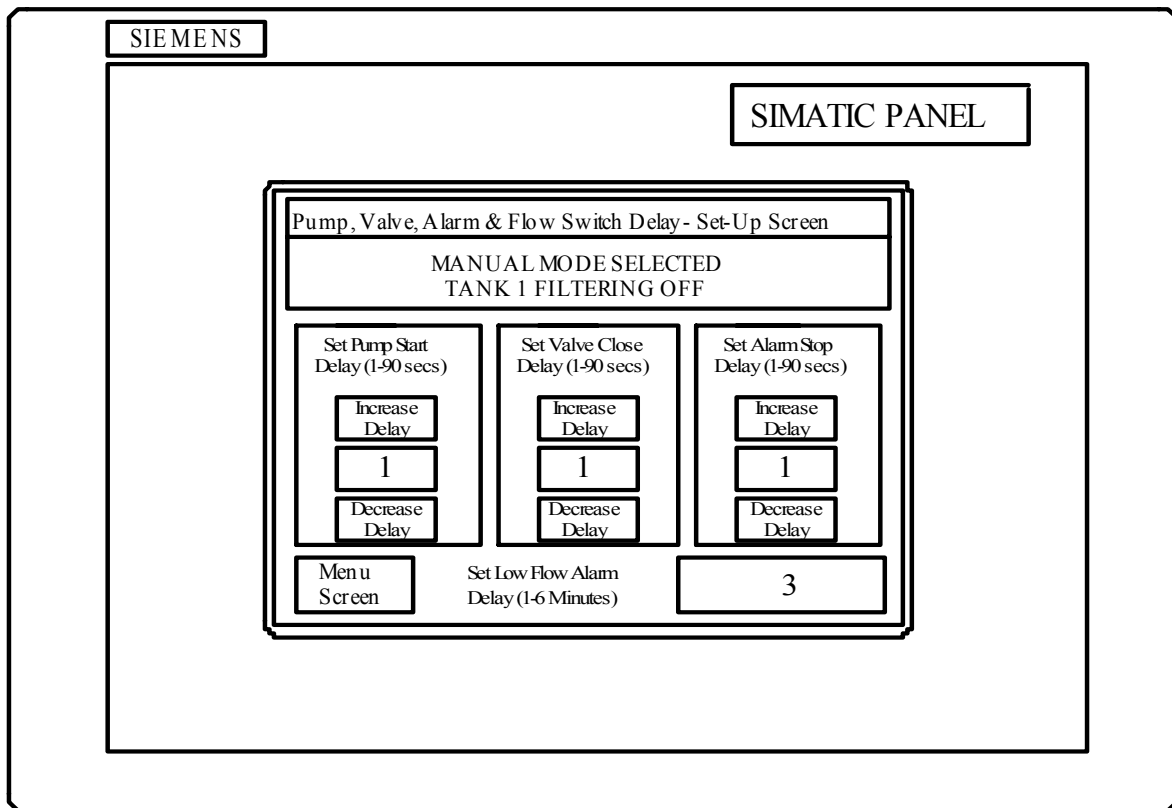 SIEMENS
SIMATIC PANEL
Pump, Valve, Alarm & Flow Switch Delay- Set-Up Screen
MANUAL MODE SELECTED
TANK 1 FILTERING OFF
Set Pump Start
Delay (1-90 secs)
Increase
Delay
1
Decrease
Delay
Set Valve Close
Delay (1-90 secs)
Increase
Delay
1
Decrease
Delay
Set Alarm Stop
Delay (1-90 secs)
Increase
Delay
1
Decrease
Delay
Menu
Screen
Set Low Flow Alarm
Delay (1-6 Minutes)
3